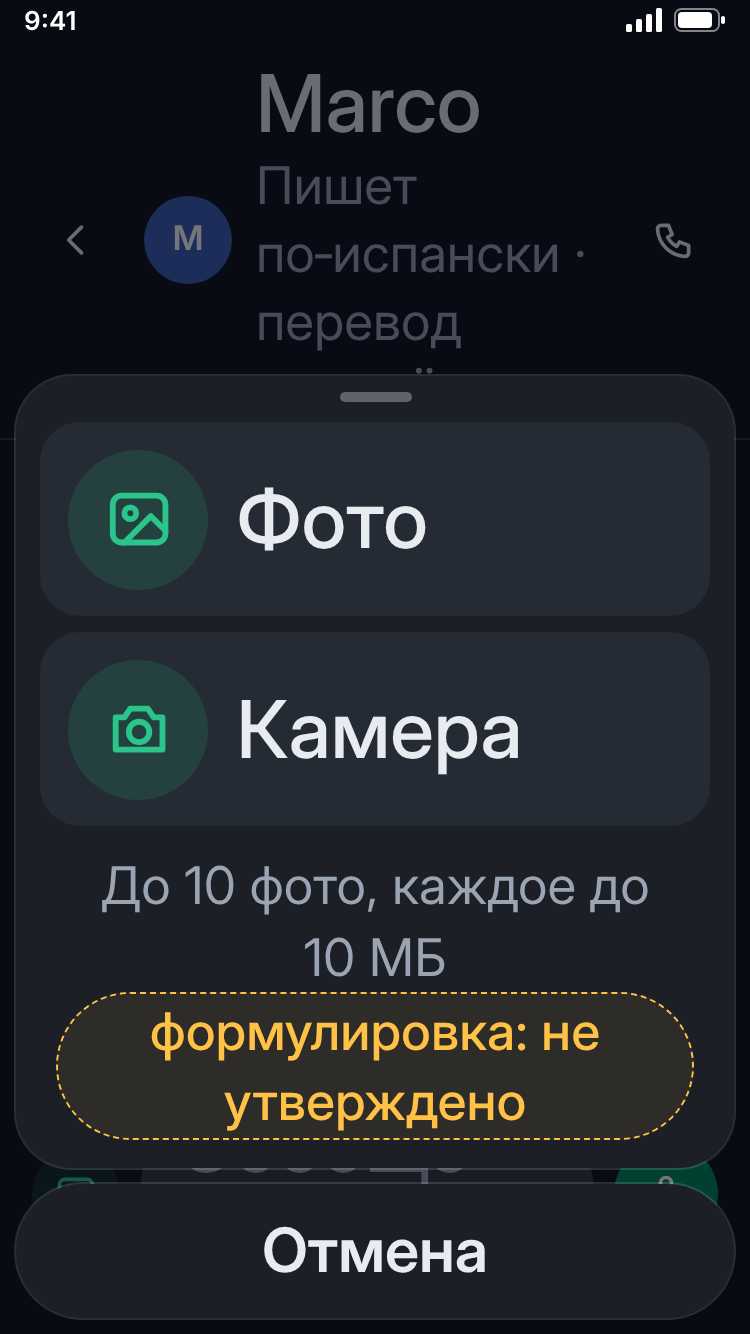 9:41
Marco
Пишет
M
по-испански ·
перевод
Фото
Камера
До 10 фото, каждое до
10 МБ
формулировка: не
утверждено
Отмена